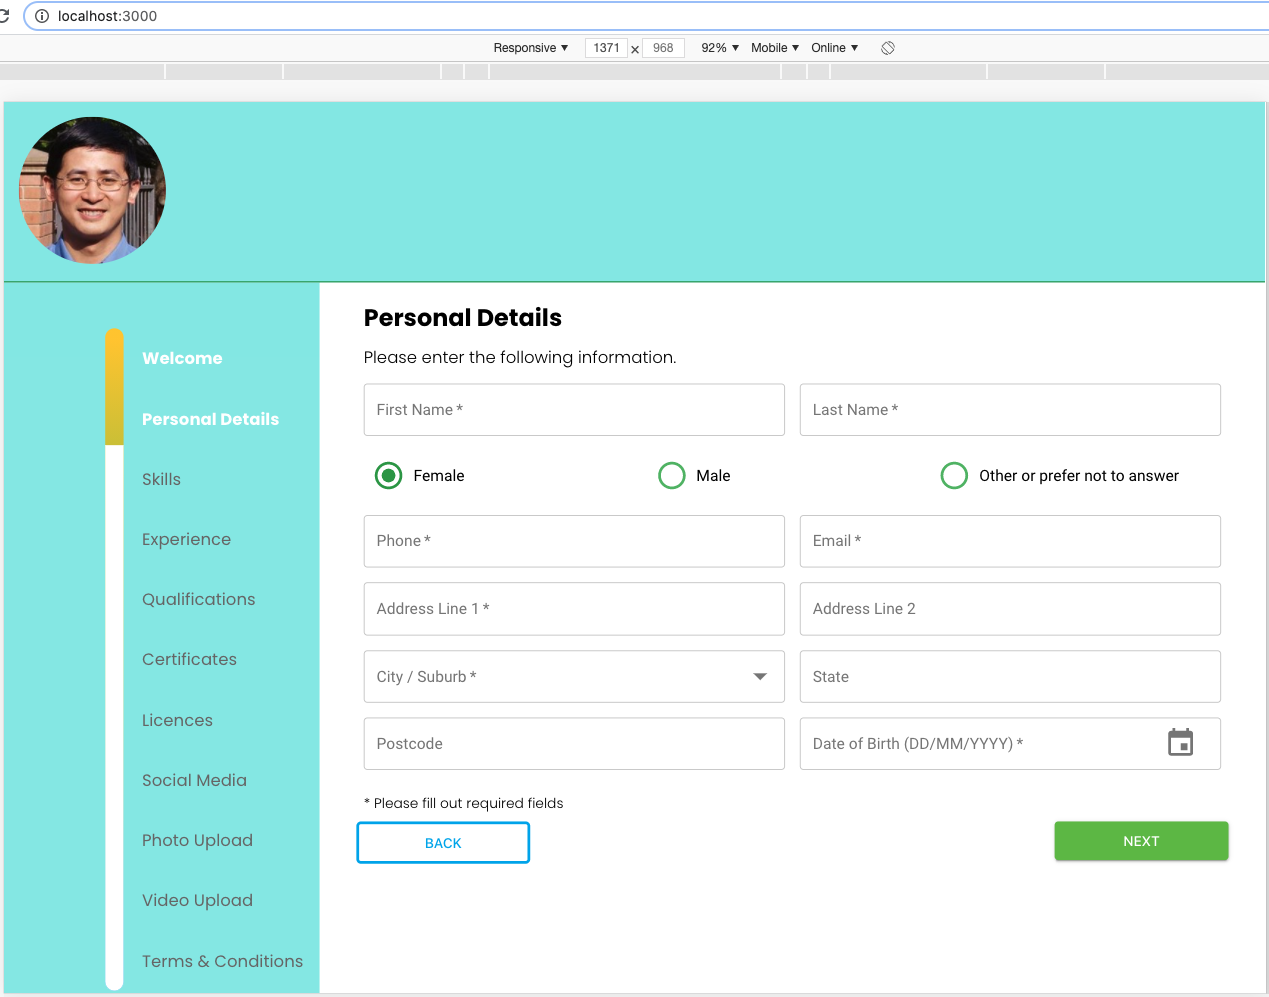 localhost:3000
Responsive 1371 x 968 92% Mobile Online
Personal Details
Please enter the following information.
Welcome
Personal Details
Skills
Experience
Qualifications
Certificates
Licences
Social Media
Photo Upload
Video Upload
Terms & Conditions
First Name * Last Name *
Female Male Other or prefer not to answer
Phone * Email *
Address Line 1 * Address Line 2
City / Suburb * State
Postcode Date of Birth (DD/MM/YYYY) *
* Please fill out required fields
BACK NEXT